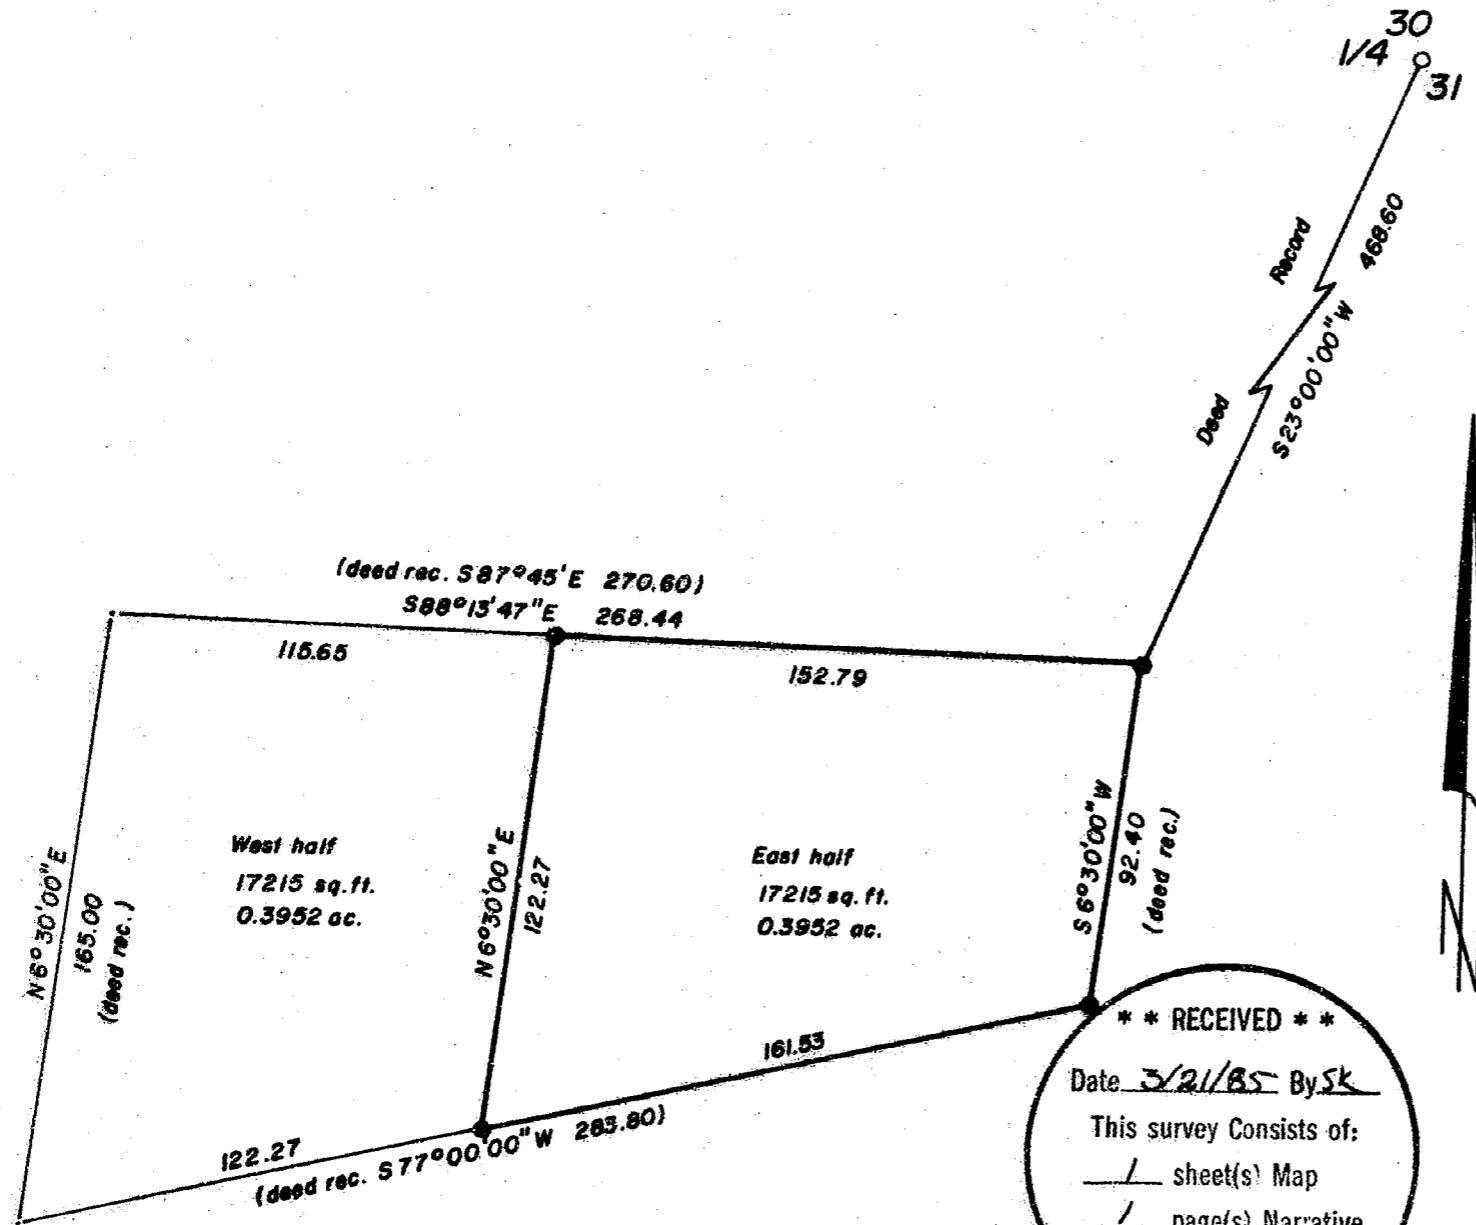 30
1/4
31
Record
468.60
Deed
S23°00'00"W
(deed rec. S87°45'E 270.60)
S88°13'47"E 268.44
115.65
152.79
N6°30'00"E
165.00
(deed rec.)
West half
17215 sq.ft.
0.3952 ac.
N6°30'00"E
122.27
East half
17215 sq.ft.
0.3952 ac.
S6°30'00"W
92.40
(deed rec.)
161.53
122.27
(deed rec. S77°00'00"W 283.80)
N
* * RECEIVED * *
Date 3/21/85 By SK
This survey Consists of:
1 sheet(s) Map
1 page(s) Narrative